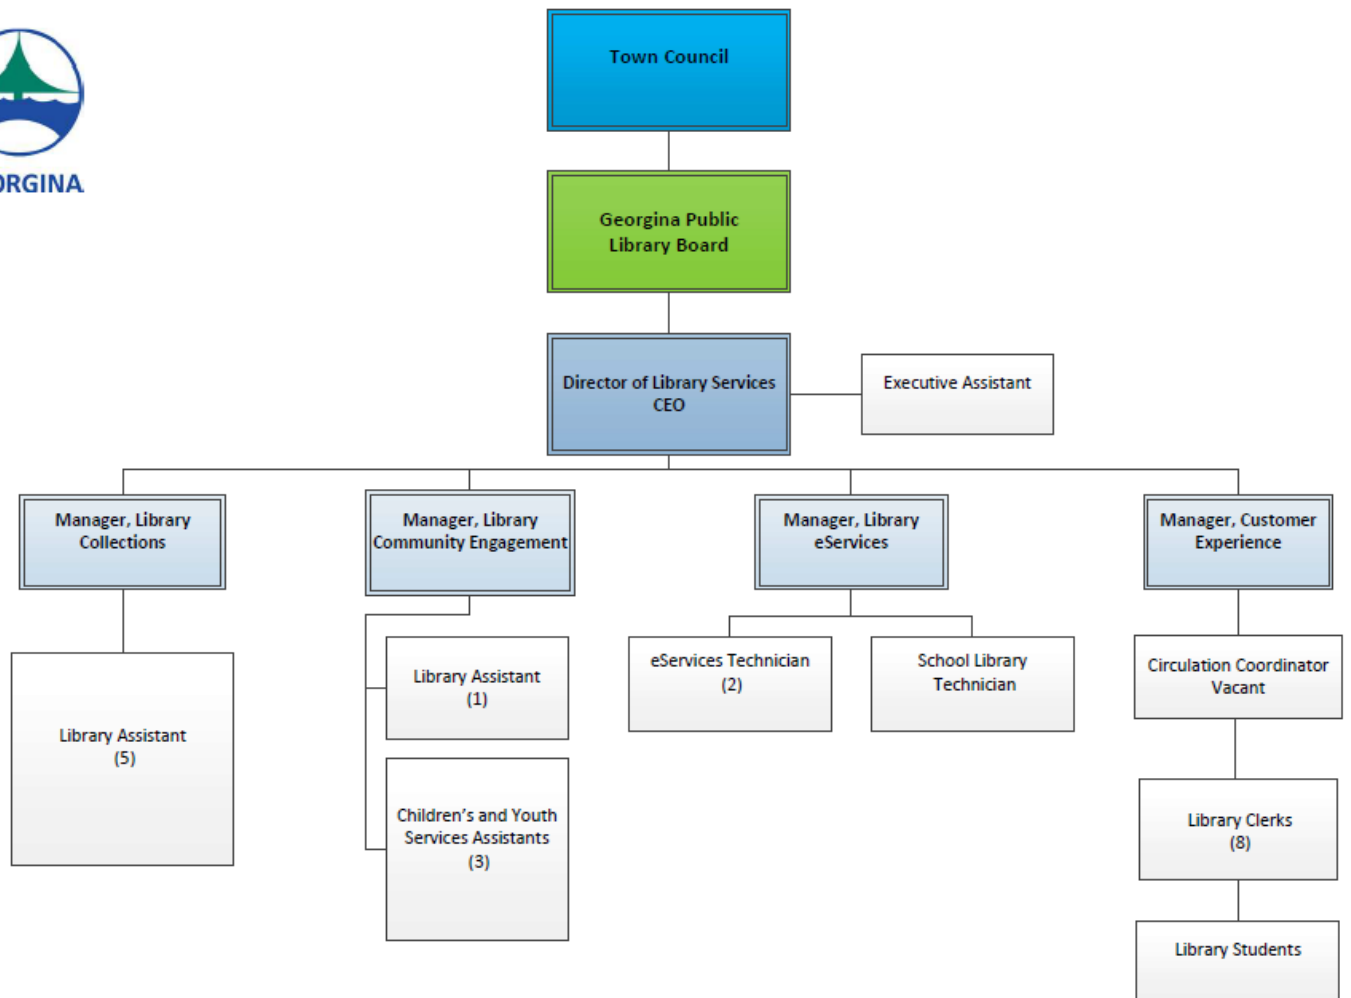 Town Council
ORGINA
Georgina Public
Library Board
Director of Library Services
CEO
Executive Assistant
Manager, Library
Collections
Manager, Library
Community Engagement
Manager, Library
eServices
Manager, Customer
Experience
Library Assistant
(5)
Library Assistant
(1)
Children’s and Youth
Services Assistants
(3)
eServices Technician
(2)
School Library
Technician
Circulation Coordinator
Vacant
Library Clerks
(8)
Library Students